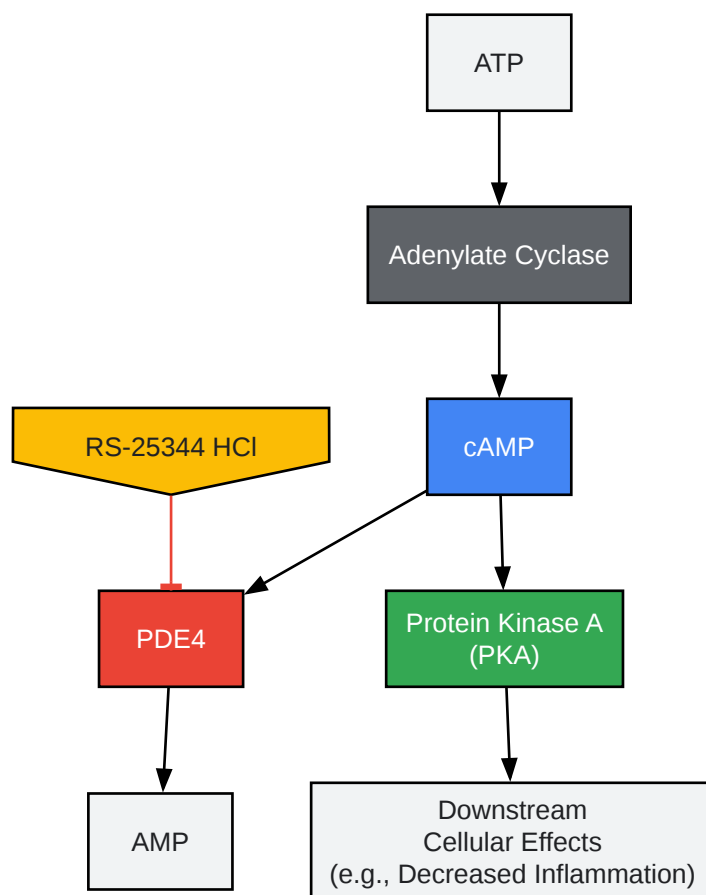 ATP
Adenylate Cyclase
RS-25344 HCl
cAMP
PDE4
Protein Kinase A
(PKA)
AMP
Downstream
Cellular Effects
(e.g., Decreased Inflammation)